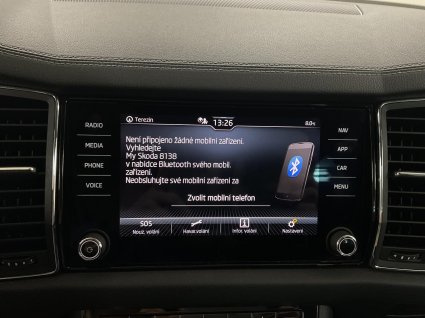 Terezín
13:26
8.0
RADIO
MEDIA
PHONE
VOICE
NAV
APP
CAR
MENU
Není připojeno žádné mobilní zařízení.
Vyhledejte
My Skoda 8138
v nabídce Bluetooth svého mobil.
zařízení.
Neobsluhujte své mobilní zařízení za
Zvolit mobilní telefon
SOS
Nouz. volání
Havar.volání
Infor. volání
Nastavení